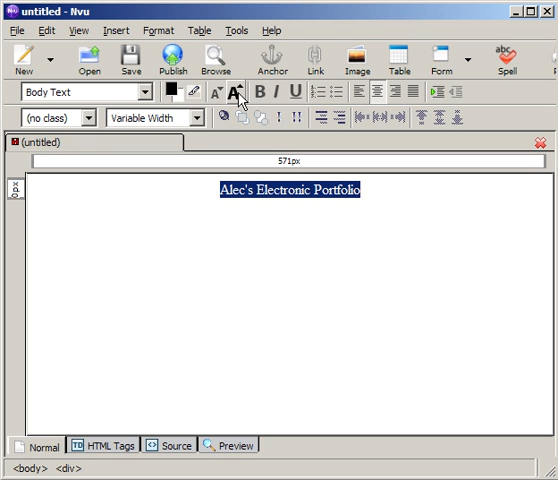 untitled - Nvu
File Edit View Insert Format Table Tools Help
New Open Save Publish Browse Anchor Link Image Table Form Spell
Body Text A A B I U
(no class) Variable Width
(untitled)
571px
0px
Alec's Electronic Portfolio
Normal TD HTML Tags Source Preview
<body> <div>